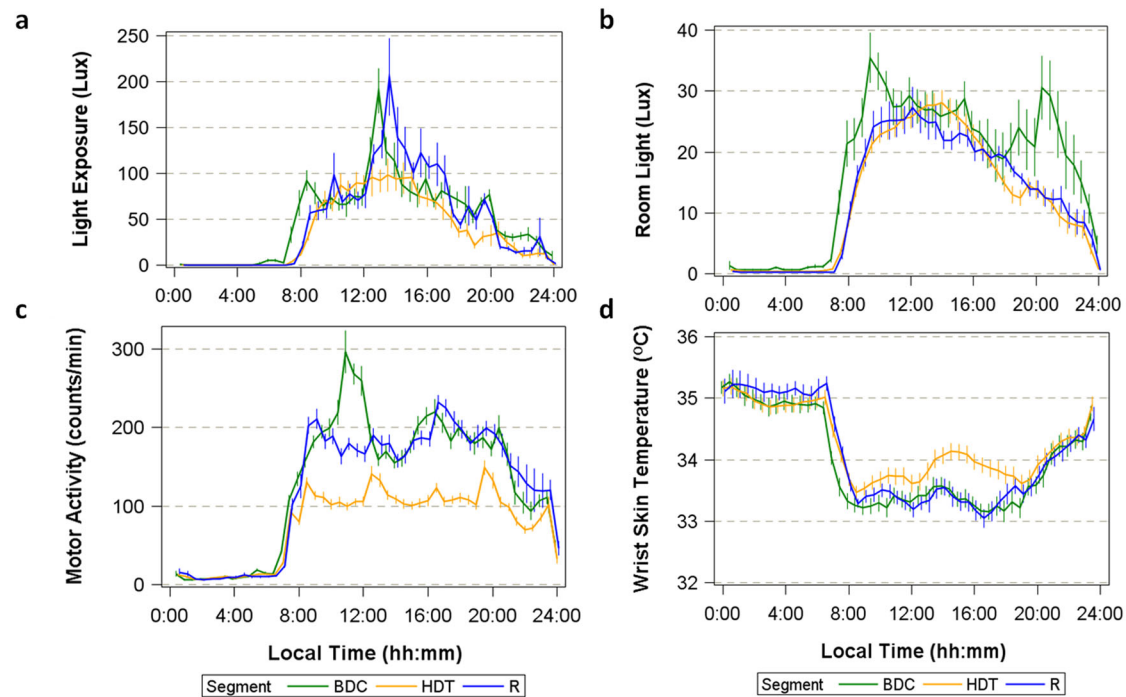 a
Light Exposure (Lux)
250
200
150
100
50
0
0:00 4:00 8:00 12:00 16:00 20:00 24:00
b
Room Light (Lux)
40
30
20
10
0
0:00 4:00 8:00 12:00 16:00 20:00 24:00
c
Motor Activity (counts/min)
300
200
100
0
0:00 4:00 8:00 12:00 16:00 20:00 24:00
Local Time (hh:mm)
Segment BDC HDT R
d
Wrist Skin Temperature (ºC)
36
35
34
33
32
0:00 4:00 8:00 12:00 16:00 20:00 24:00
Local Time (hh:mm)
Segment BDC HDT R